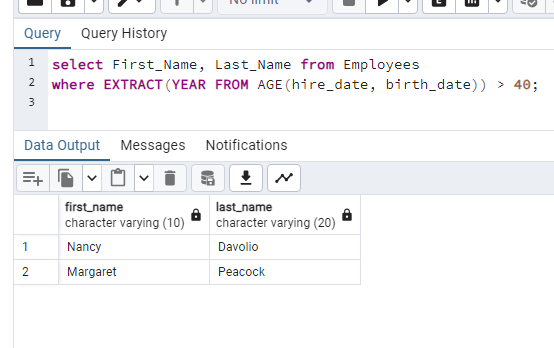 No limit
Query Query History
1 select First_Name, Last_Name from Employees
2 where EXTRACT(YEAR FROM AGE(hire_date, birth_date)) > 40;
3
Data Output Messages Notifications
first_name last_name
character varying (10) character varying (20)
1 Nancy Davolio
2 Margaret Peacock